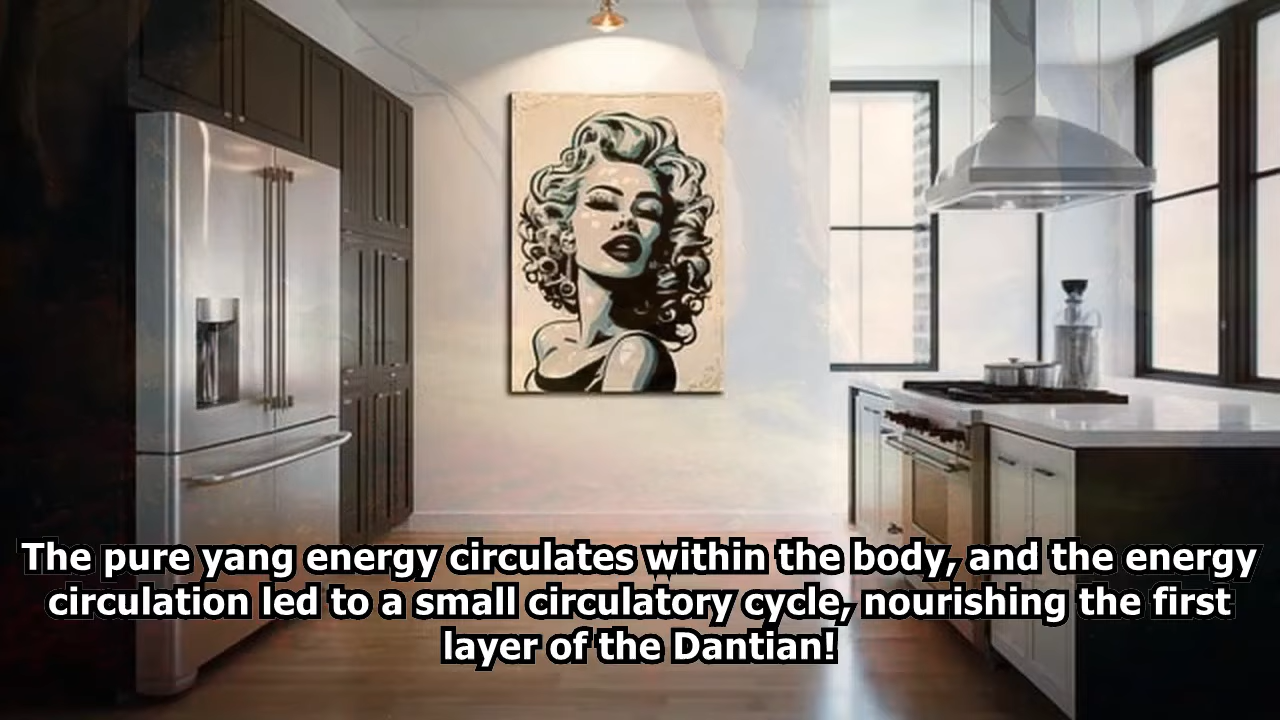 The pure yang energy circulates within the body, and the energy
circulation led to a small circulatory cycle, nourishing the first
layer of the Dantian!